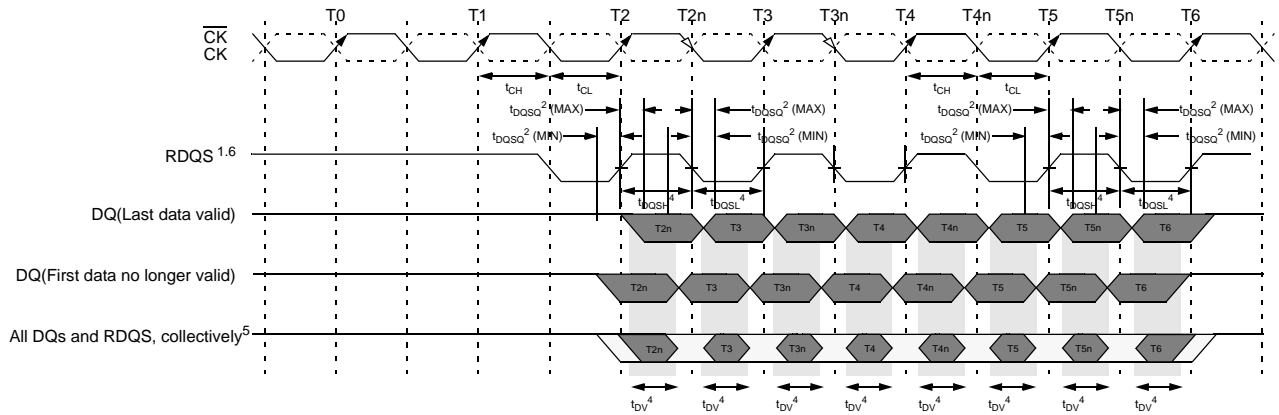 T0 T1 T2 T2n T3 T3n T4 T4n T5 T5n T6
CK
CK
tCH tCL tCH tCL
tDQSQ2 (MAX) tDQSQ2 (MAX) tDQSQ2 (MAX) tDQSQ2 (MAX)
tDQSQ2 (MIN) tDQSQ2 (MIN) tDQSQ2 (MIN) tDQSQ2 (MIN)
RDQS 1.6
tDQSH4 tDQSL4 tDQSH4 tDQSL4
DQ(Last data valid)
T2n T3 T3n T4 T4n T5 T5n T6
DQ(First data no longer valid)
T2n T3 T3n T4 T4n T5 T5n T6
All DQs and RDQS, collectively5
T2n T3 T3n T4 T4n T5 T5n T6
tDV4 tDV4 tDV4 tDV4 tDV4 tDV4 tDV4 tDV4